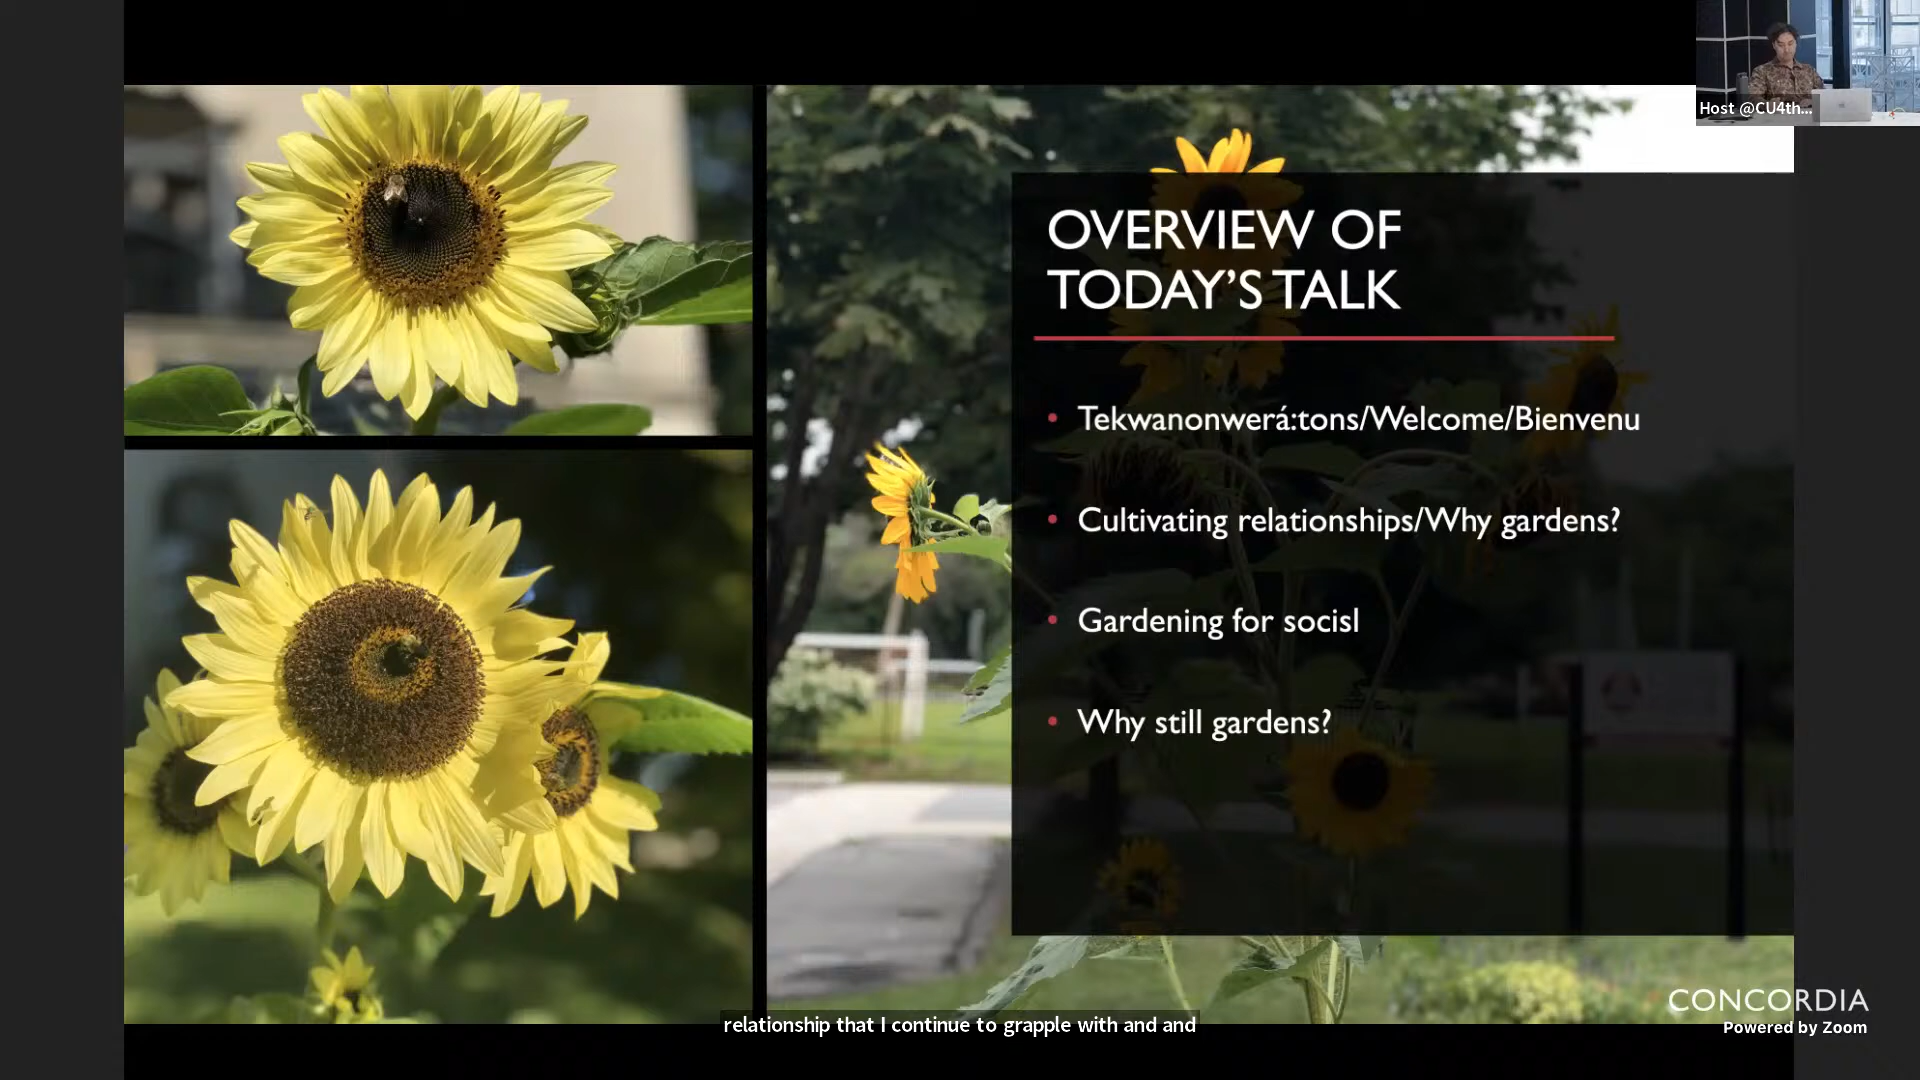 Host @CU4th...
OVERVIEW OF
TODAY'S TALK
• Tekwanonwerá:tons/Welcome/Bienvenu
• Cultivating relationships/Why gardens?
• Gardening for socisl
• Why still gardens?
CONCORDIA
Powered by Zoom
relationship that I continue to grapple with and and